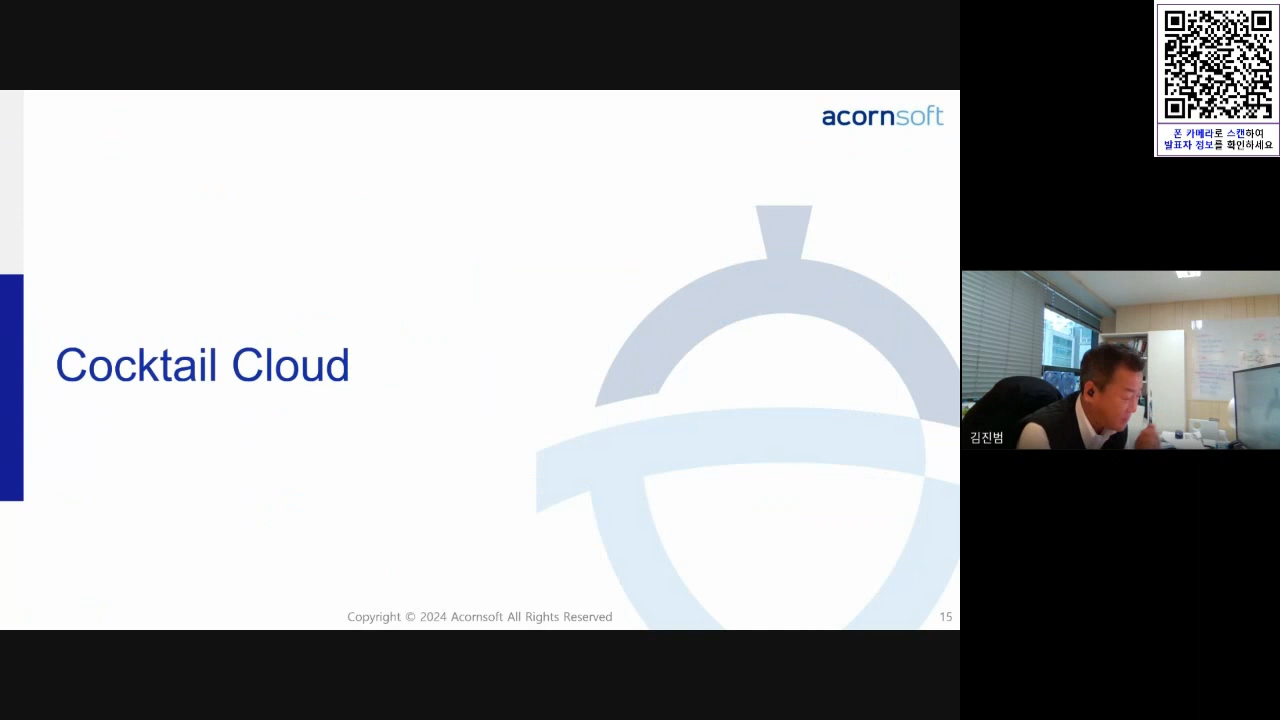 acornsoft
Cocktail Cloud
Copyright © 2024 Acornsoft All Rights Reserved
15
폰 카메라로 스캔하여
발표자 정보를 확인하세요
김진범